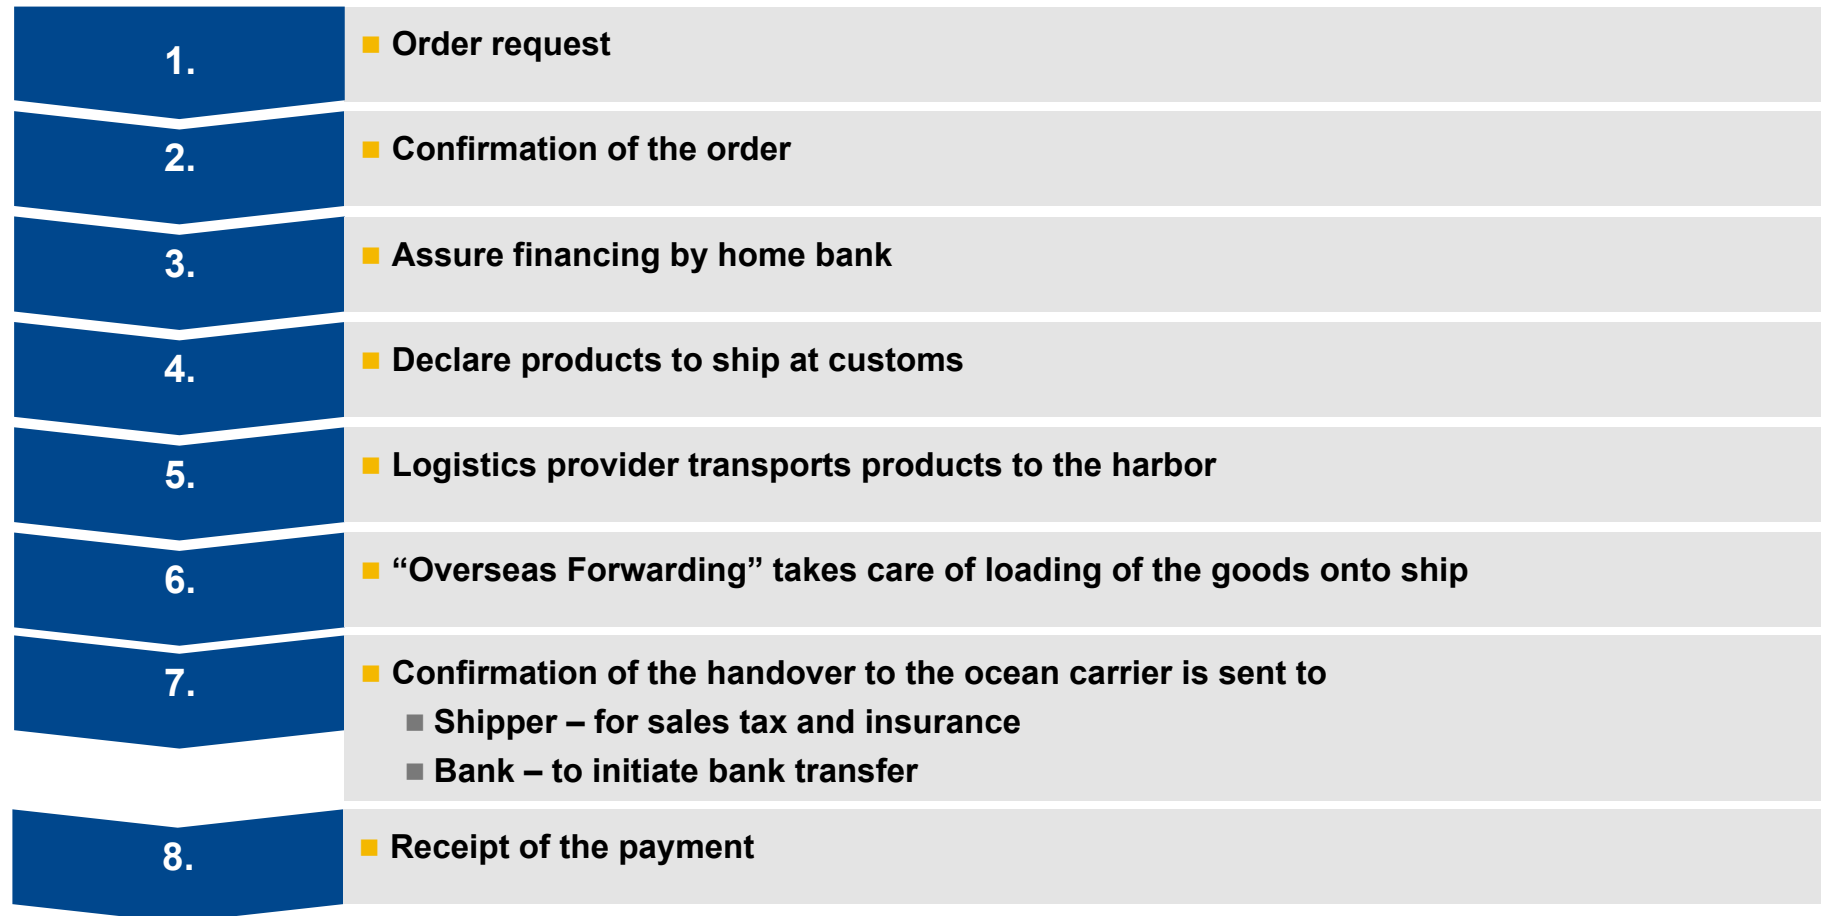 1.
Order request
2.
Confirmation of the order
3.
Assure financing by home bank
4.
Declare products to ship at customs
5.
Logistics provider transports products to the harbor
6.
“Overseas Forwarding” takes care of loading of the goods onto ship
7.
Confirmation of the handover to the ocean carrier is sent to
Shipper – for sales tax and insurance
Bank – to initiate bank transfer
8.
Receipt of the payment